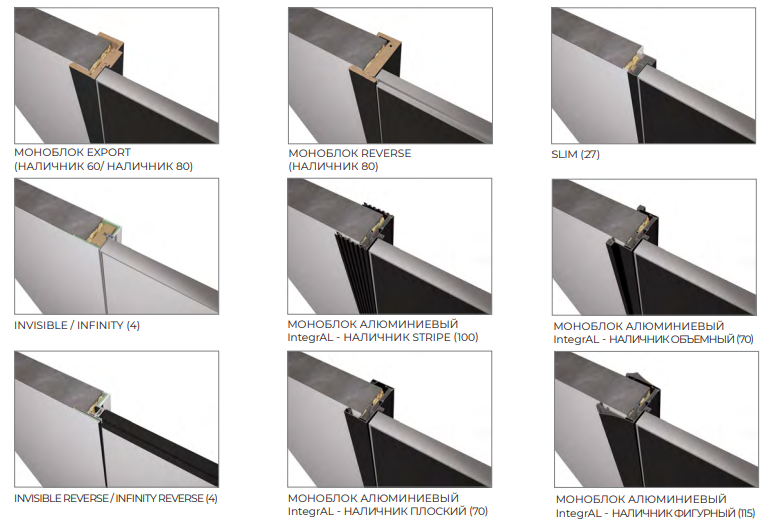 МОНОБЛОК EXPORT
(НАЛИЧНИК 60/ НАЛИЧНИК 80)
МОНОБЛОК REVERSE
(НАЛИЧНИК 80)
SLIM (27)
INVISIBLE / INFINITY (4)
МОНОБЛОК АЛЮМИНИЕВЫЙ
IntegrAL - НАЛИЧНИК STRIPE (100)
МОНОБЛОК АЛЮМИНИЕВЫЙ
IntegrAL - НАЛИЧНИК ОБЪЕМНЫЙ (70)
INVISIBLE REVERSE / INFINITY REVERSE (4)
МОНОБЛОК АЛЮМИНИЕВЫЙ
IntegrAL - НАЛИЧНИК ПЛОСКИЙ (70)
МОНОБЛОК АЛЮМИНИЕВЫЙ
IntegrAL - НАЛИЧНИК ФИГУРНЫЙ (115)